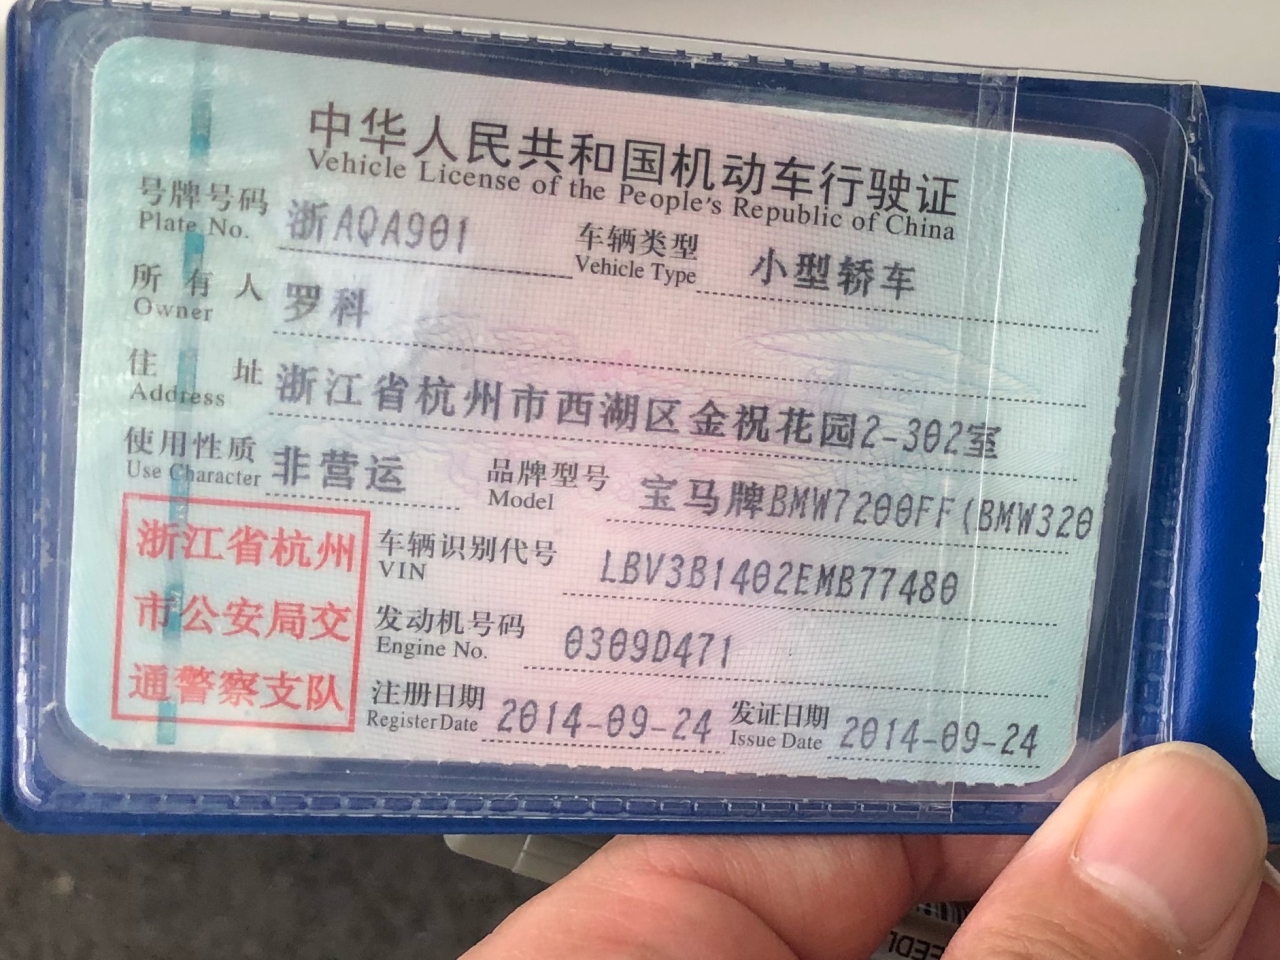 中华人民共和国机动车行驶证
Vehicle License of the People's Republic of China
号牌号码 浙AQA901 车辆类型 小型轿车
Plate No. Vehicle Type
所有人 罗科
Owner
住址 浙江省杭州市西湖区金祝花园2-302室
Address
使用性质 非营运 品牌型号 宝马牌BMW7200FF(BMW320
Use Character Model
浙江省杭州
市公安局交
通警察支队
车辆识别代号 LBV3B1402EMB77480
VIN
发动机号码 0309D471
Engine No.
注册日期 2014-09-24 发证日期 2014-09-24
Register Date Issue Date